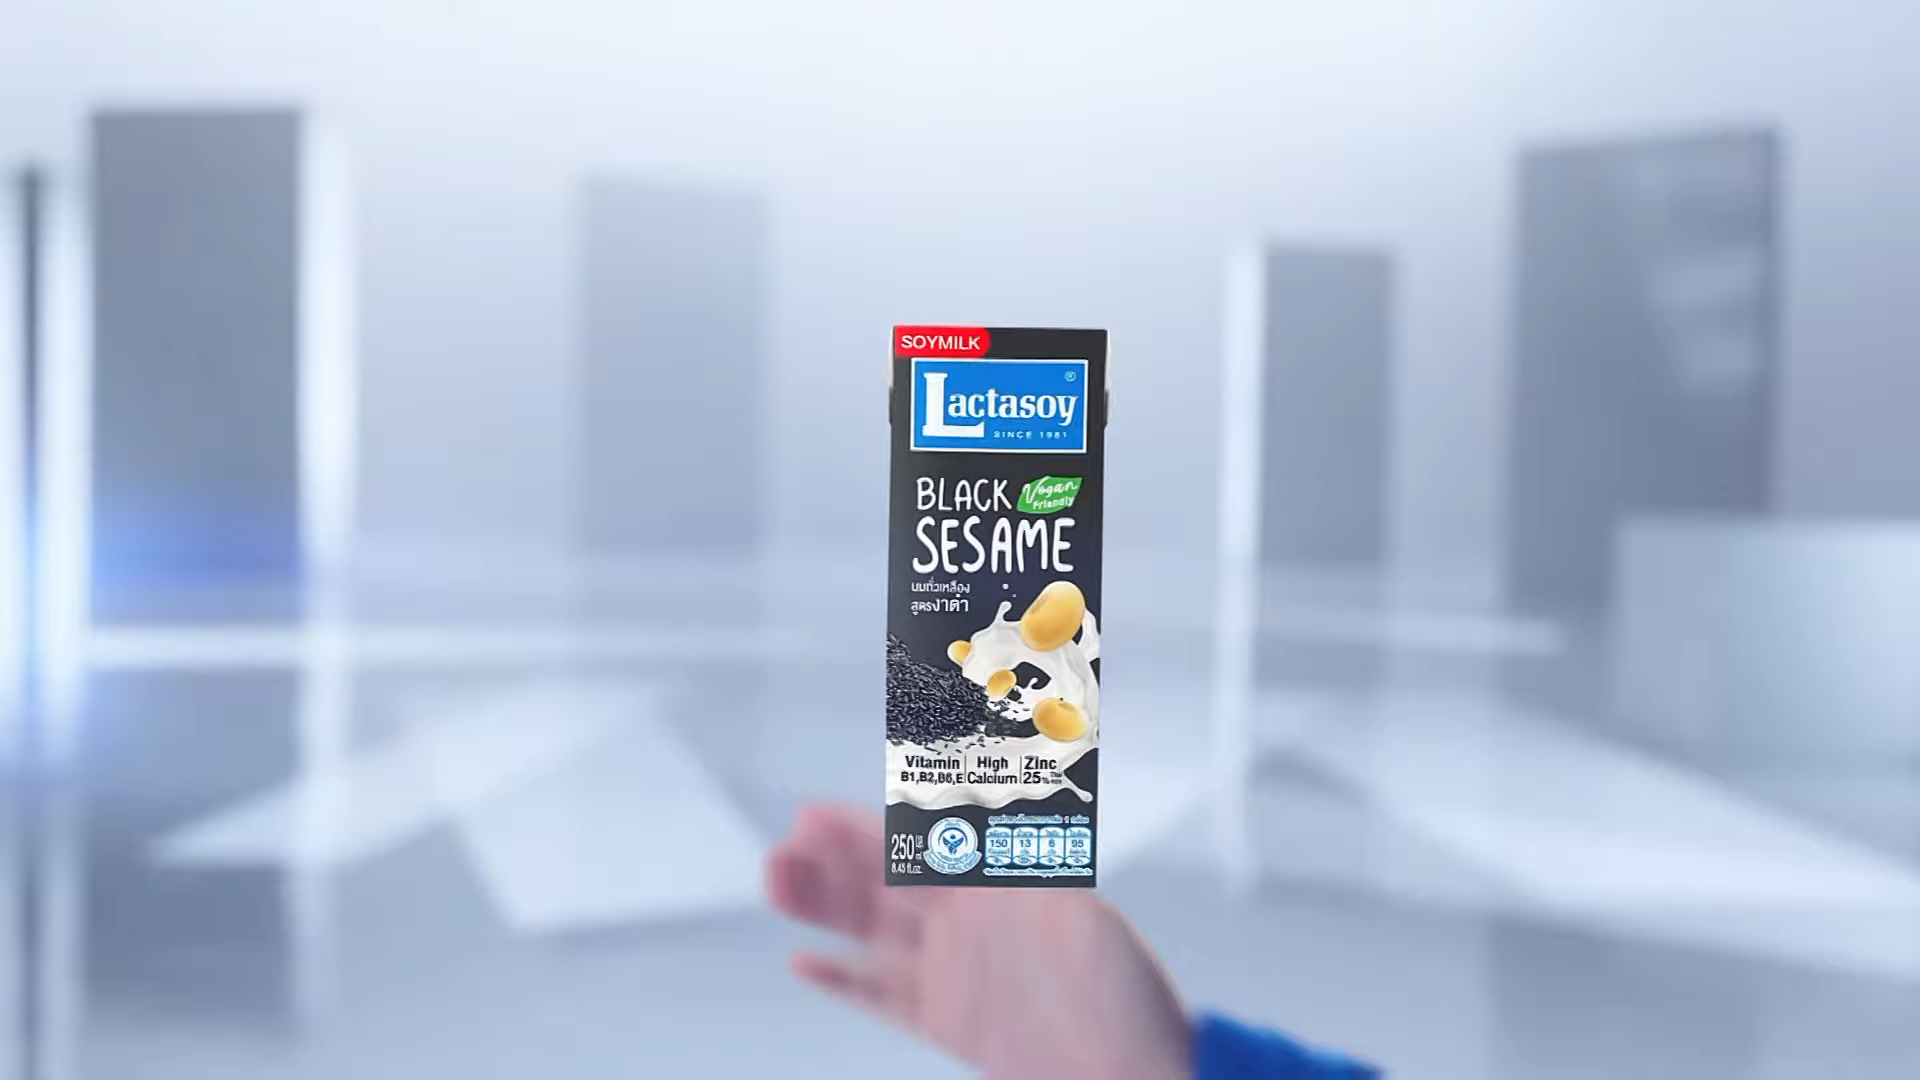 SOYMILK
Lactasoy ®
SINCE 1981
BLACK Vegan
Friendly
SESAME
นมถั่วเหลือง
สูตรงาดำ
Vitamin High Zinc
B1,B2,B6,E Calcium 25%
250
8.45 fl.oz.
150 13 6 95